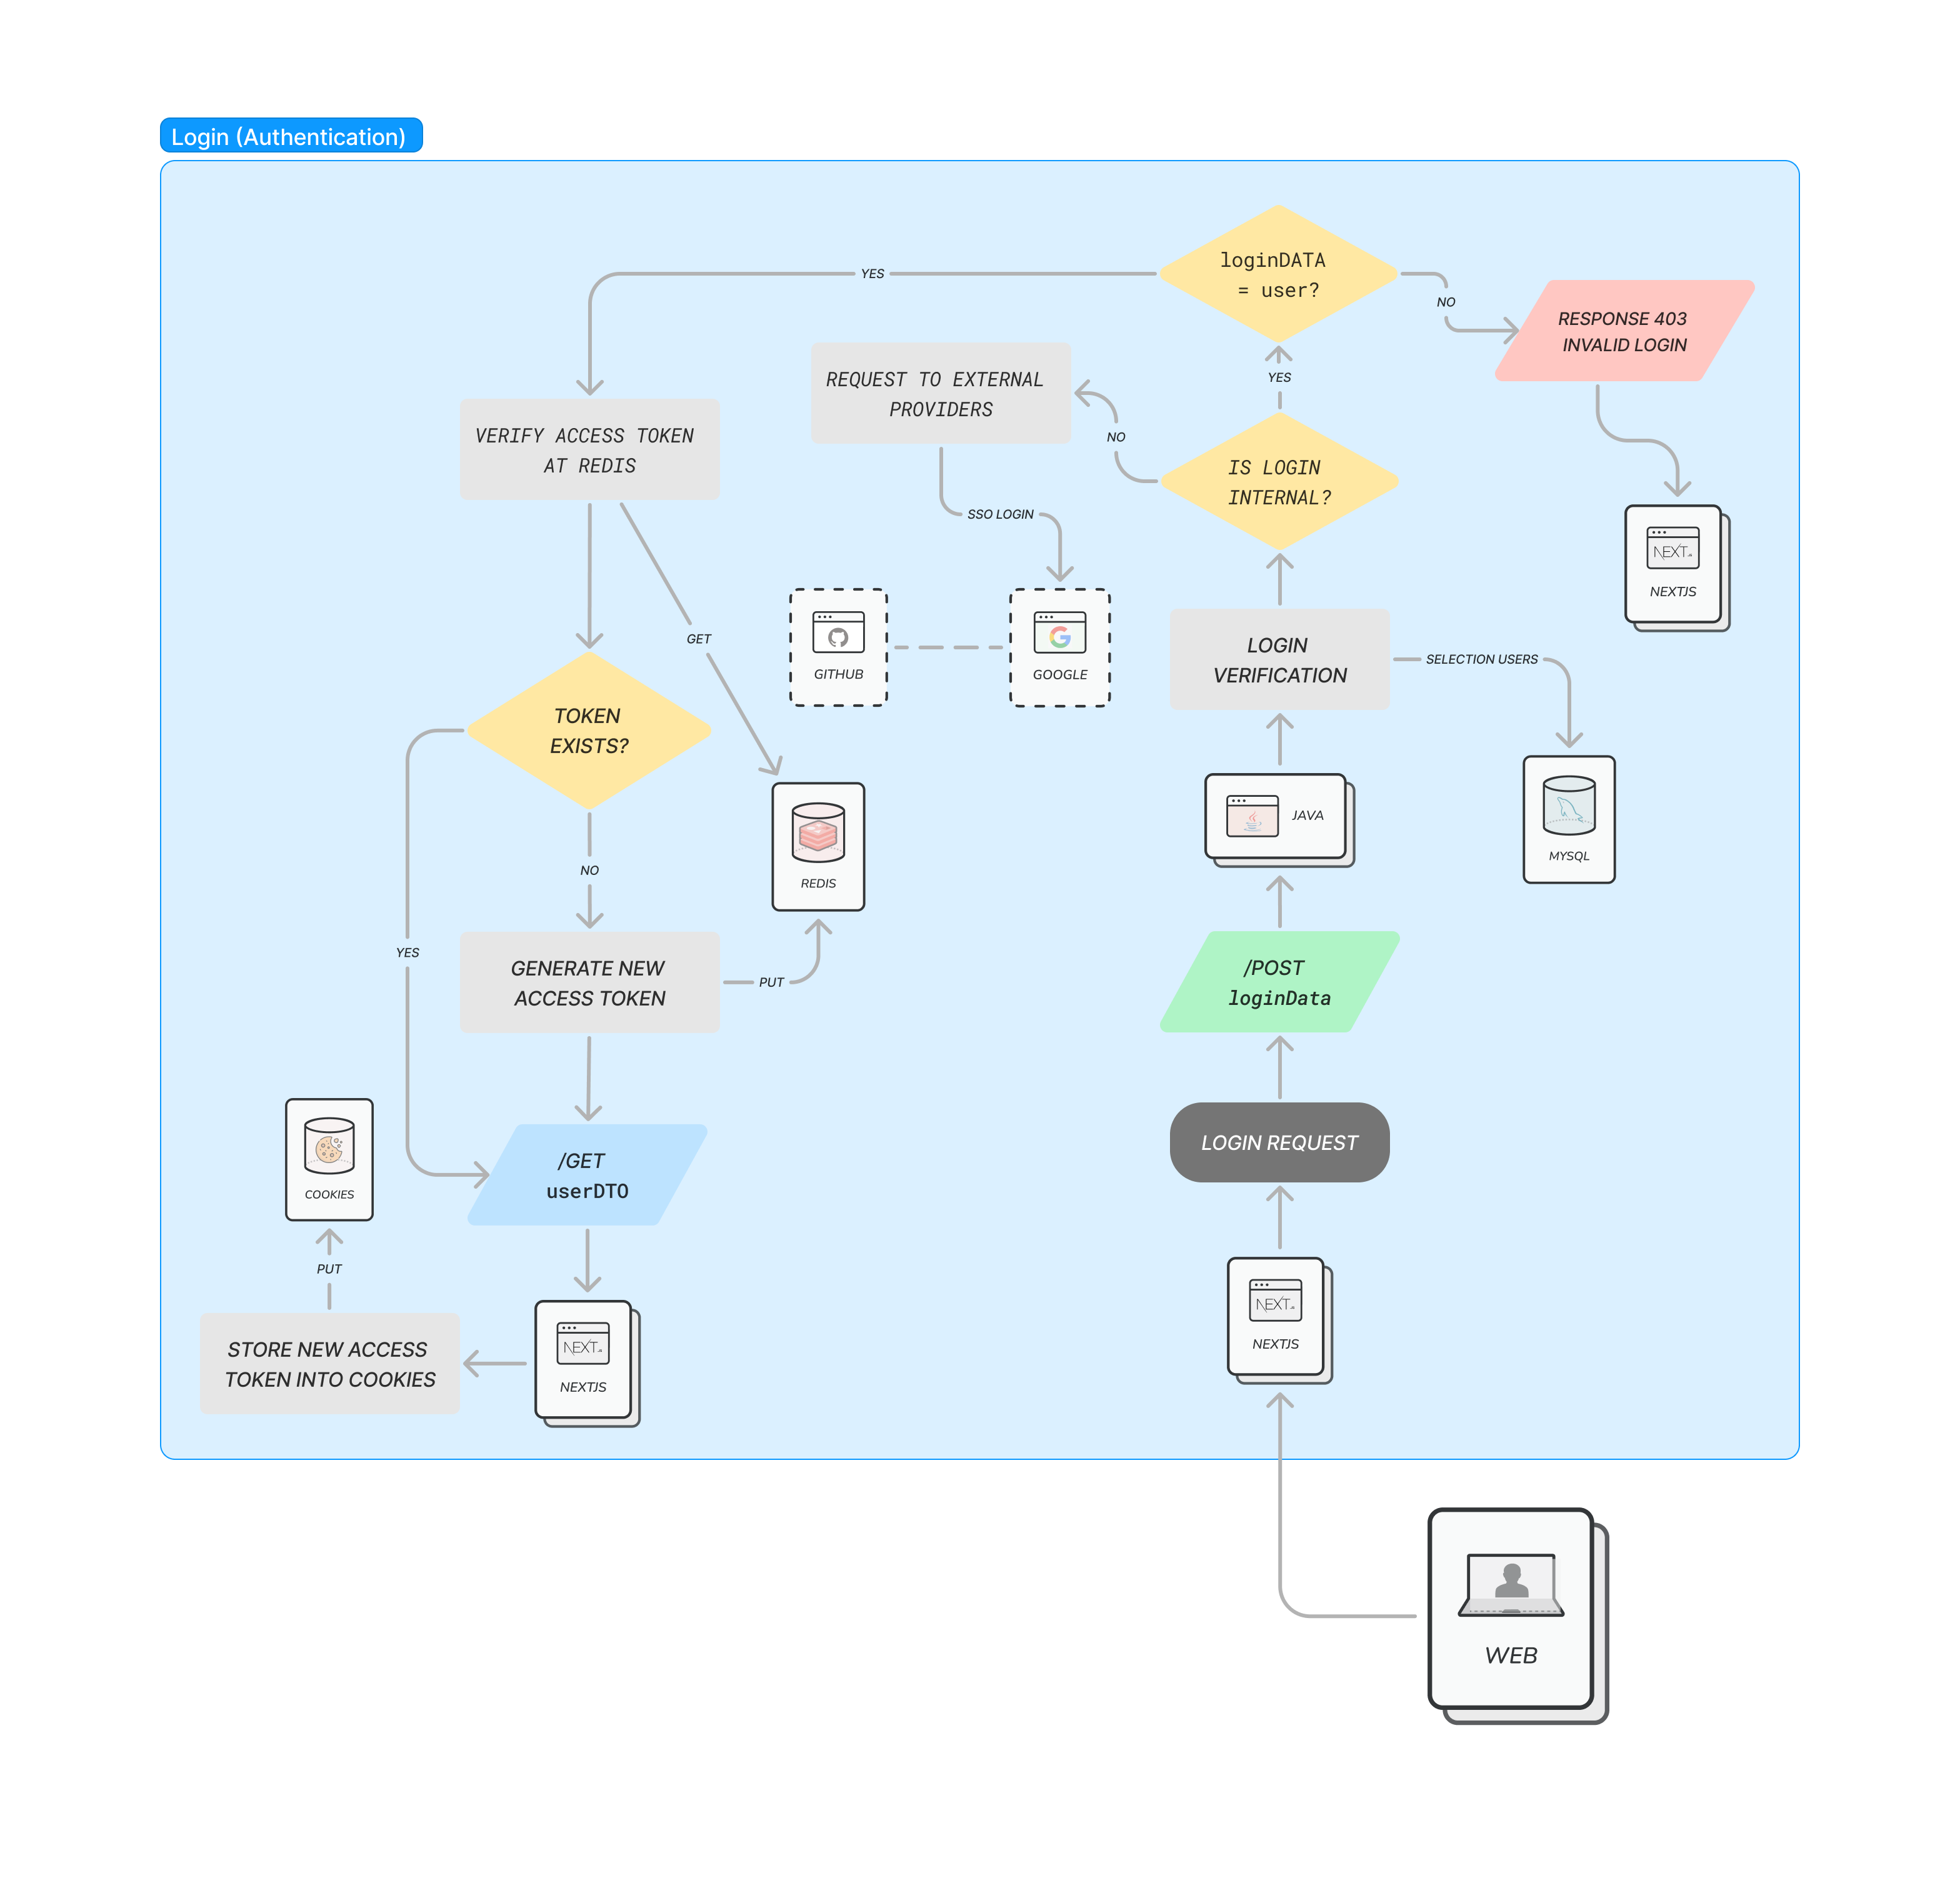 Login (Authentication)
loginDATA
= user?
YES
NO
RESPONSE 403
INVALID LOGIN
REQUEST TO EXTERNAL
PROVIDERS
YES
VERIFY ACCESS TOKEN
AT REDIS
NO
IS LOGIN
INTERNAL?
SSO LOGIN
NEXT.JS
NEXTJS
GET
GITHUB
GOOGLE
LOGIN
VERIFICATION
SELECTION USERS
TOKEN
EXISTS?
JAVA
MYSQL
NO
REDIS
YES
GENERATE NEW
ACCESS TOKEN
PUT
/POST
loginData
COOKIES
/GET
userDTO
LOGIN REQUEST
PUT
STORE NEW ACCESS
TOKEN INTO COOKIES
NEXT.JS
NEXTJS
NEXT.JS
NEXTJS
WEB